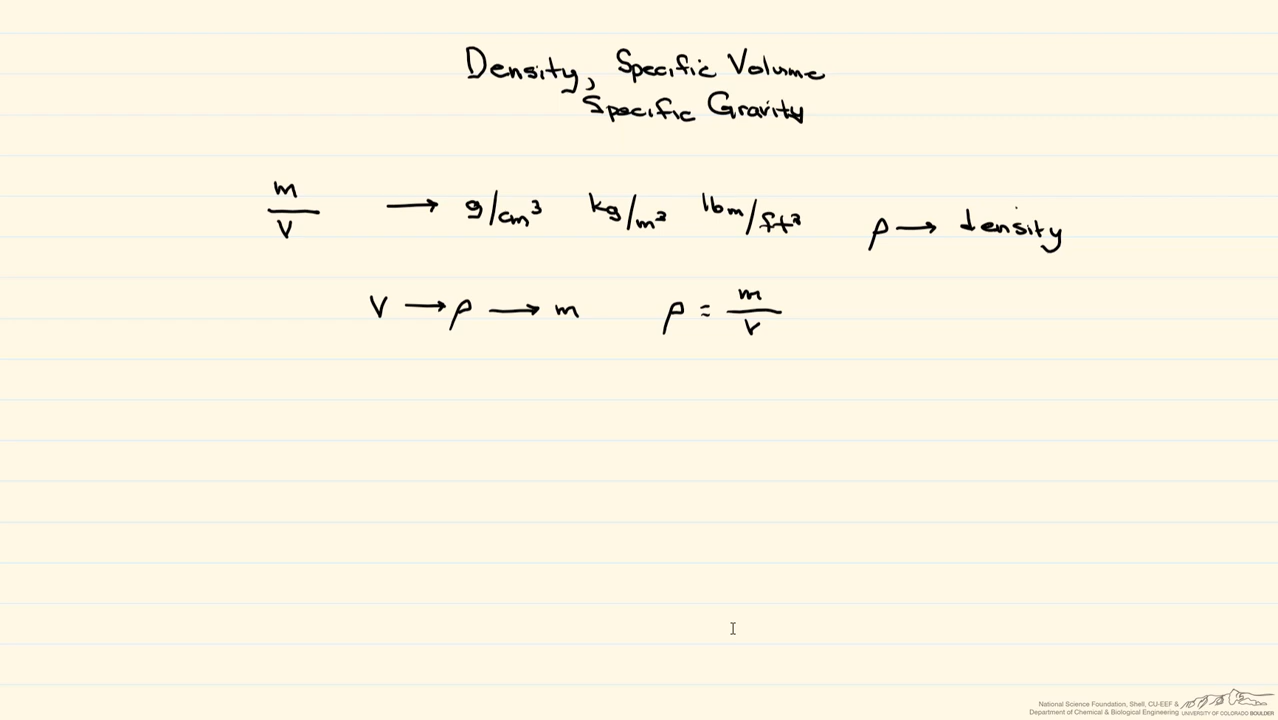 Density, Specific Volume
Specific Gravity
m/V → g/cm³ kg/m³ lbm/ft³ ρ → density
V → ρ → m ρ = m/V
National Science Foundation, Shell, CU-EEF &
Department of Chemical & Biological Engineering UNIVERSITY OF COLORADO BOULDER